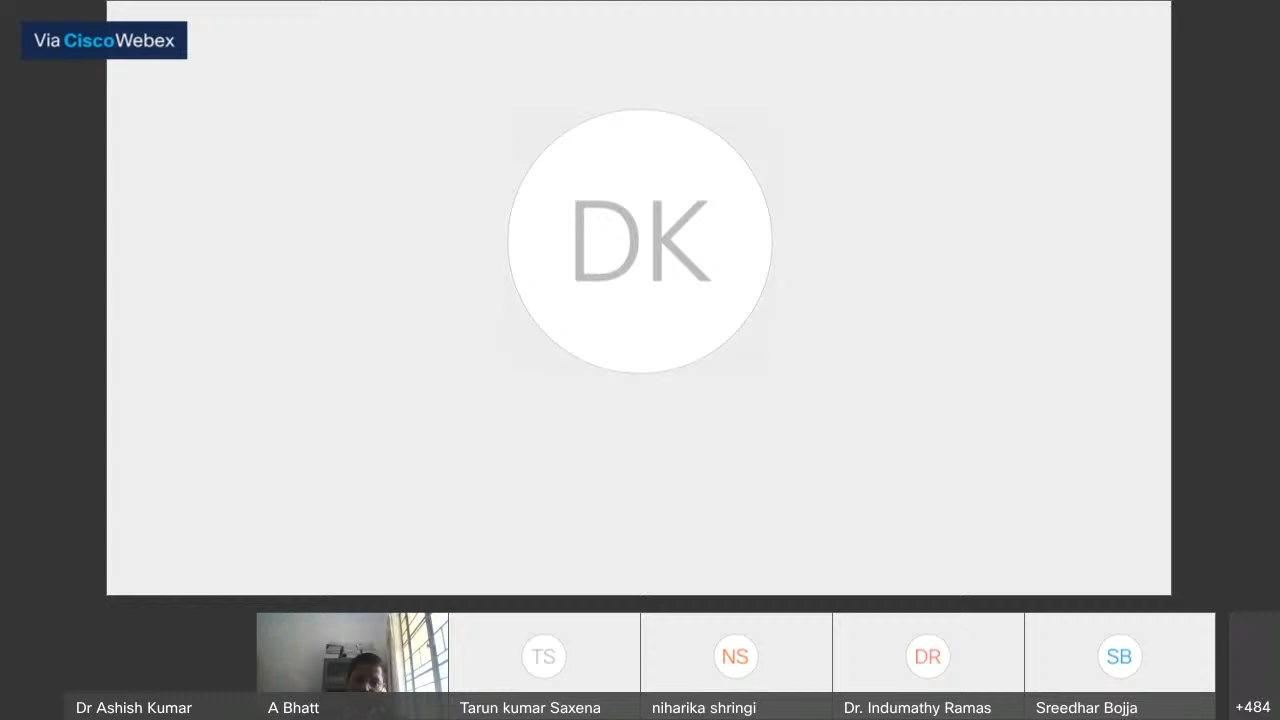 Via CiscoWebex
DK
TS
NS
DR
SB
Dr Ashish Kumar
A Bhatt
Tarun kumar Saxena
niharika shringi
Dr. Indumathy Ramas
Sreedhar Bojja
+484